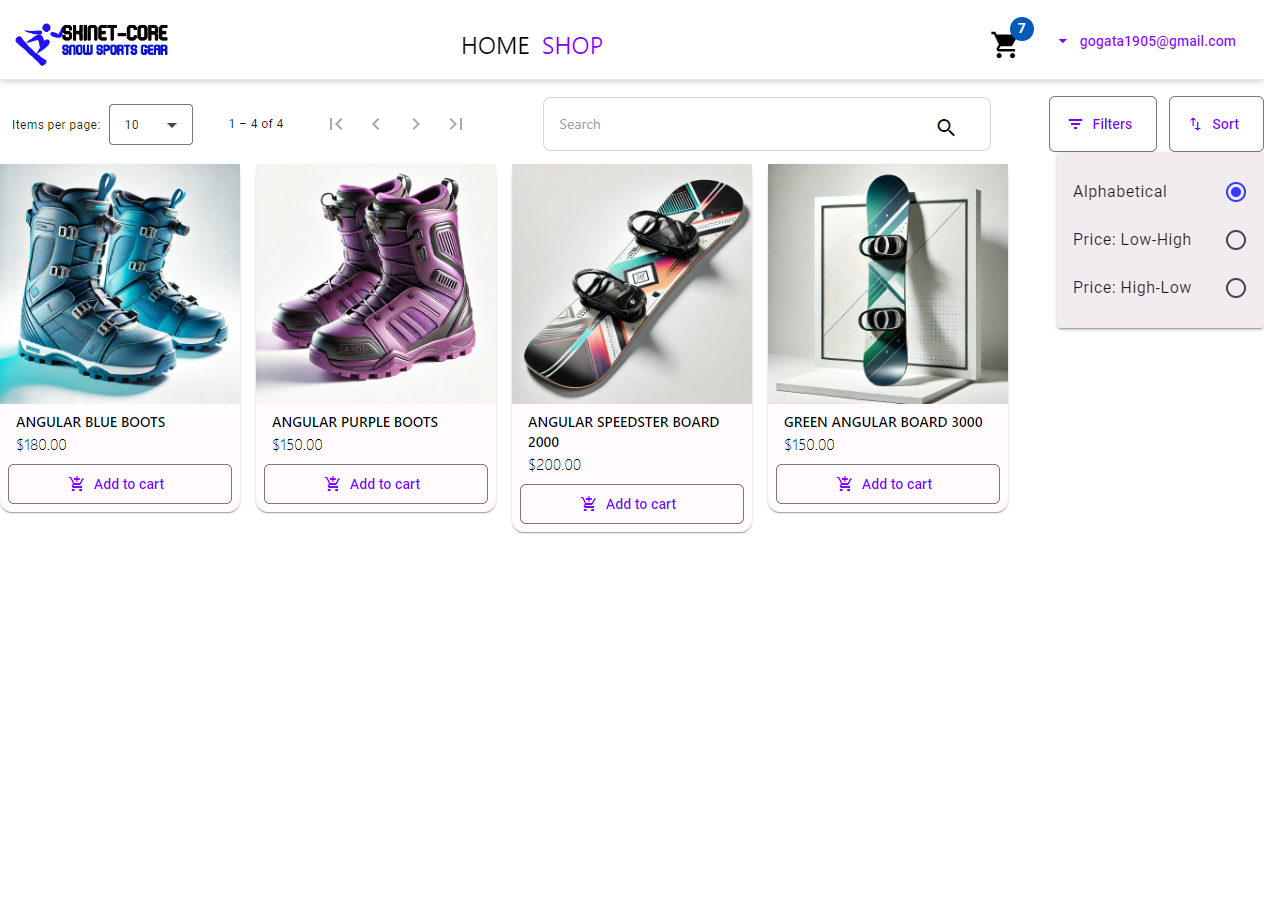 SKINET-CORE
SNOW SPORTS GEAR
HOME SHOP
7
gogata1905@gmail.com
Items per page: 10
1 – 4 of 4
Search
Filters
Sort
Alphabetical
Price: Low-High
Price: High-Low
ANGULAR BLUE BOOTS
$180.00
Add to cart
ANGULAR PURPLE BOOTS
$150.00
Add to cart
ANGULAR SPEEDSTER BOARD
2000
$200.00
Add to cart
GREEN ANGULAR BOARD 3000
$150.00
Add to cart